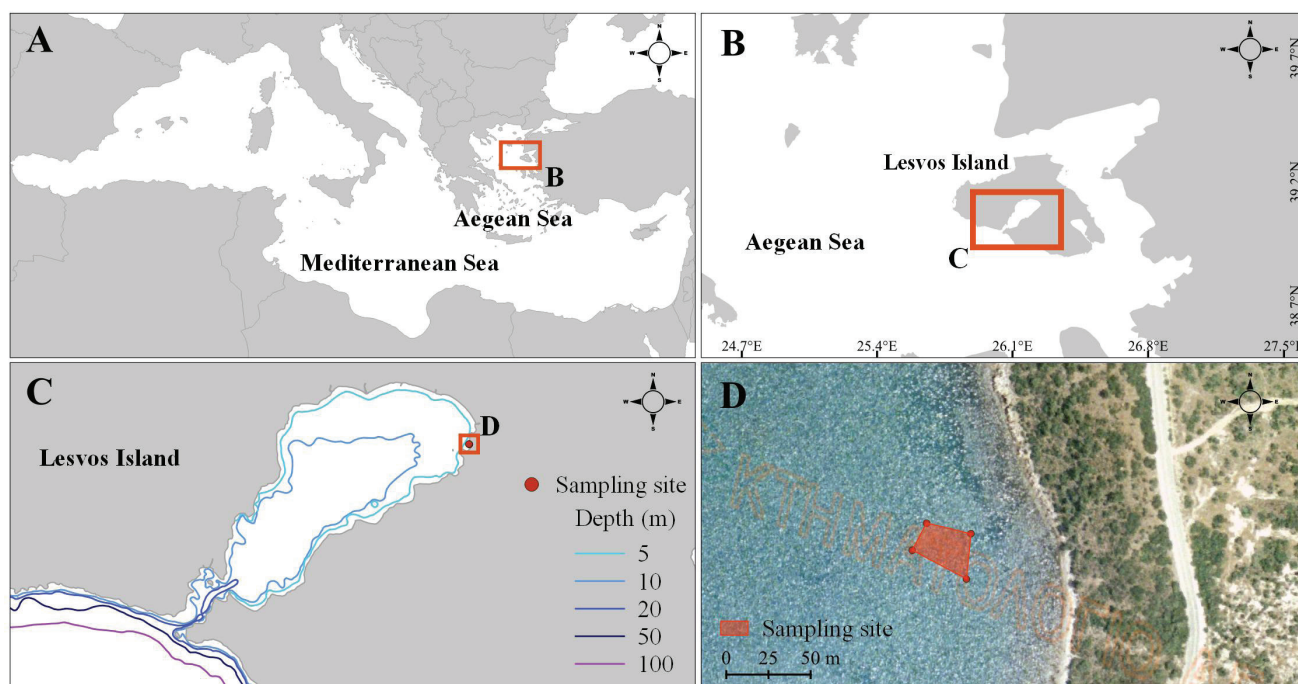 A
N
W E
S
B
Aegean Sea
Mediterranean Sea
B
N
W E
S
39.7°N
Lesvos Island
39.2°N
Aegean Sea
C
38.7°N
24.7°E 25.4°E 26.1°E 26.8°E 27.5°E
C
N
W E
S
D
Lesvos Island
Sampling site
Depth (m)
5
10
20
50
100
D
N
W E
S
Sampling site
0 25 50 m